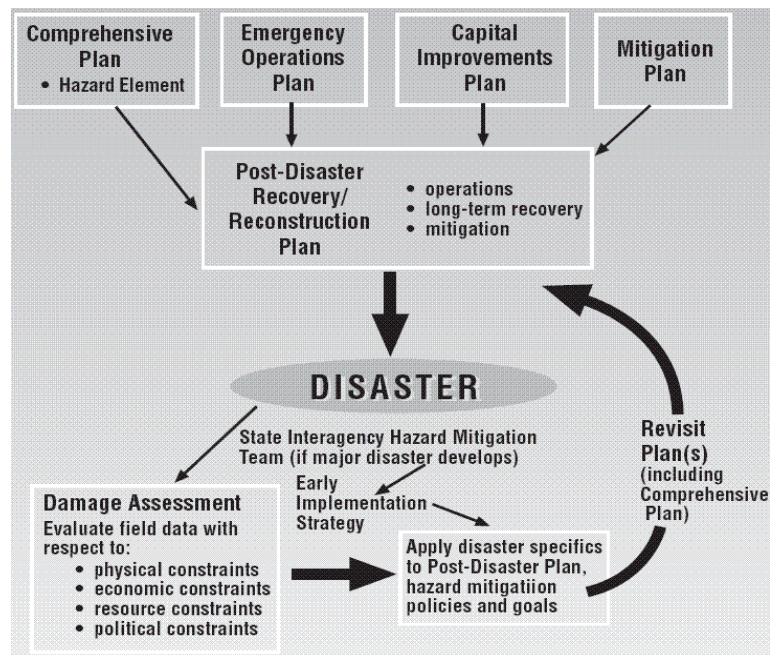 Comprehensive
Plan
• Hazard Element
Emergency
Operations
Plan
Capital
Improvements
Plan
Mitigation
Plan
Post-Disaster
Recovery/
Reconstruction
Plan
• operations
• long-term recovery
• mitigation
DISASTER
State Interagency Hazard Mitigation
Team (if major disaster develops)
Early
Implementation
Strategy
Damage Assessment
Evaluate field data with
respect to:
• physical constraints
• economic constraints
• resource constraints
• political constraints
Apply disaster specifics
to Post-Disaster Plan,
hazard mitigatiion
policies and goals
Revisit
Plan(s)
(including
Comprehensive
Plan)